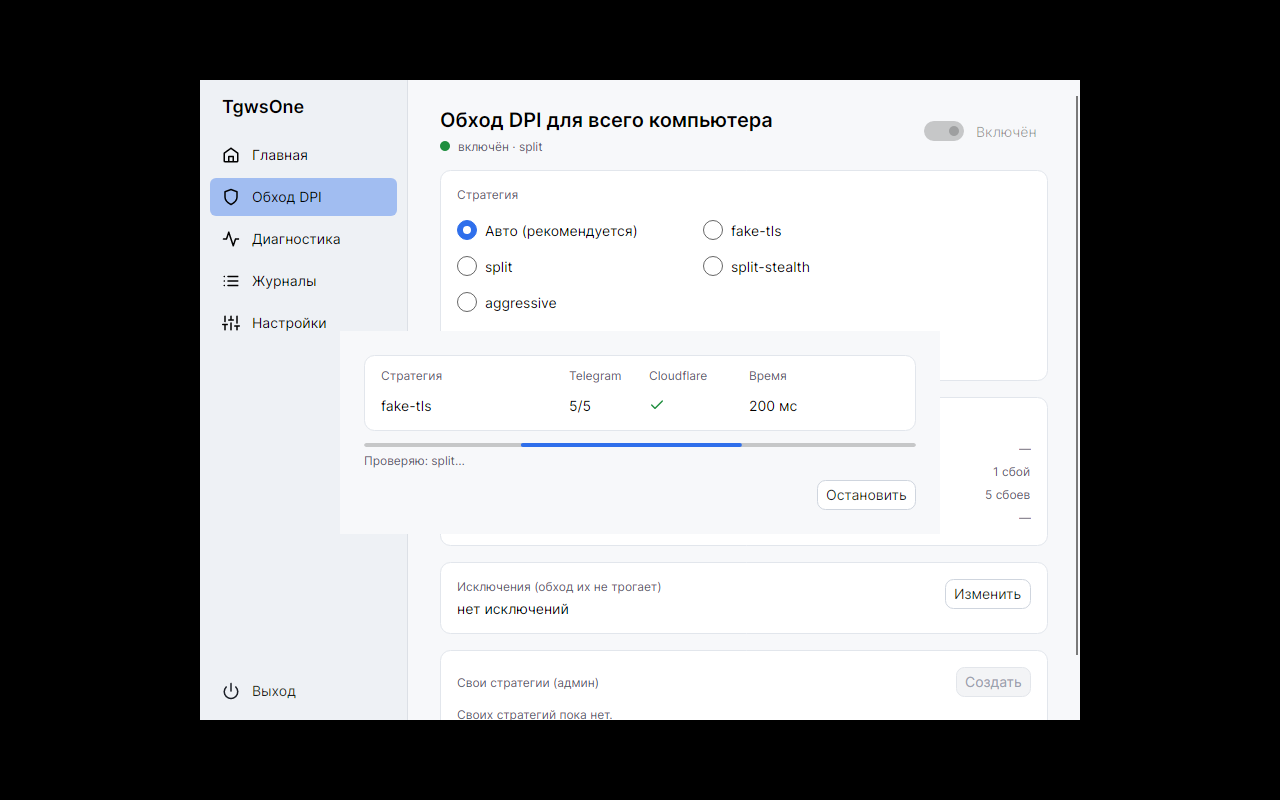 TgwsOne
Главная
Обход DPI
Диагностика
Журналы
Настройки
Выход
Обход DPI для всего компьютера
включён · split
Включён
Стратегия
Авто (рекомендуется)
fake-tls
split
split-stealth
aggressive
Стратегия Telegram Cloudflare Время
fake-tls 5/5 200 мс
Проверяю: split...
Остановить
—
1 сбой
5 сбоев
—
Исключения (обход их не трогает)
нет исключений
Изменить
Свои стратегии (админ)
Создать
Своих стратегий пока нет.